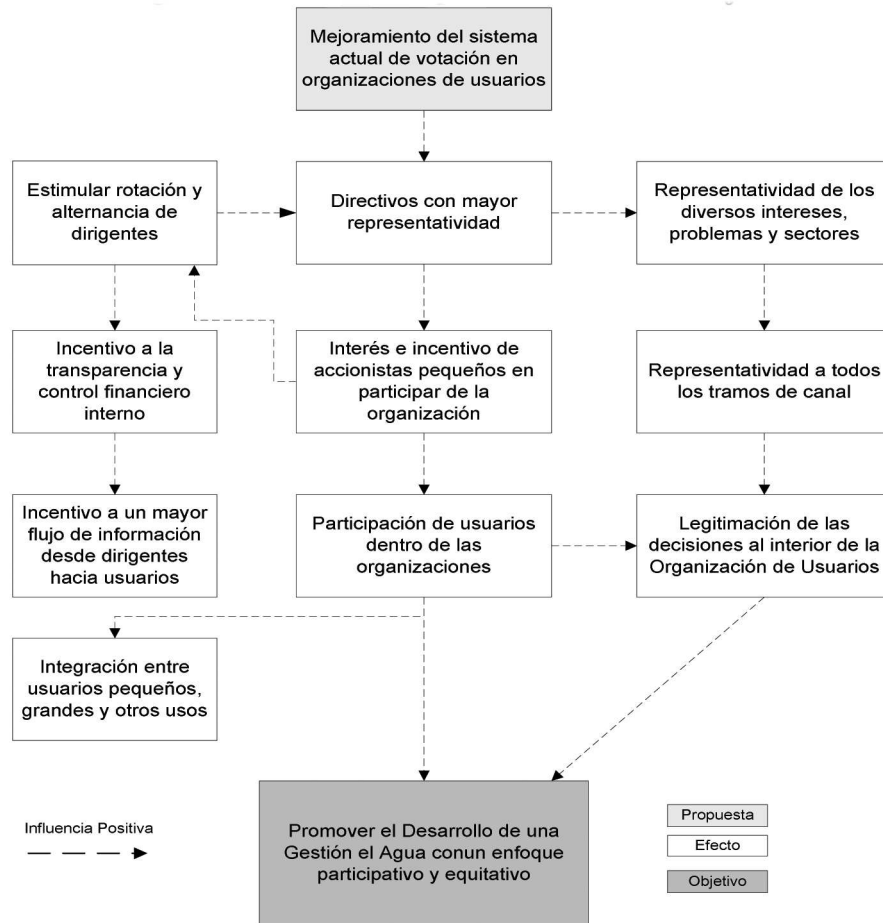 Mejoramiento del sistema
actual de votación en
organizaciones de usuarios
Estimular rotación y
alternancia de
dirigentes
Directivos con mayor
representatividad
Representatividad de los
diversos intereses,
problemas y sectores
Incentivo a la
transparencia y
control financiero
interno
Interés e incentivo de
accionistas pequeños en
participar de la
organización
Representatividad a todos
los tramos de canal
Incentivo a un mayor
flujo de información
desde dirigentes
hacia usuarios
Participación de usuarios
dentro de las
organizaciones
Legitimación de las
decisiones al interior de la
Organización de Usuarios
Integración entre
usuarios pequeños,
grandes y otros usos
Promover el Desarrollo de una
Gestión el Agua conun enfoque
participativo y equitativo
Influencia Positiva
Propuesta
Efecto
Objetivo